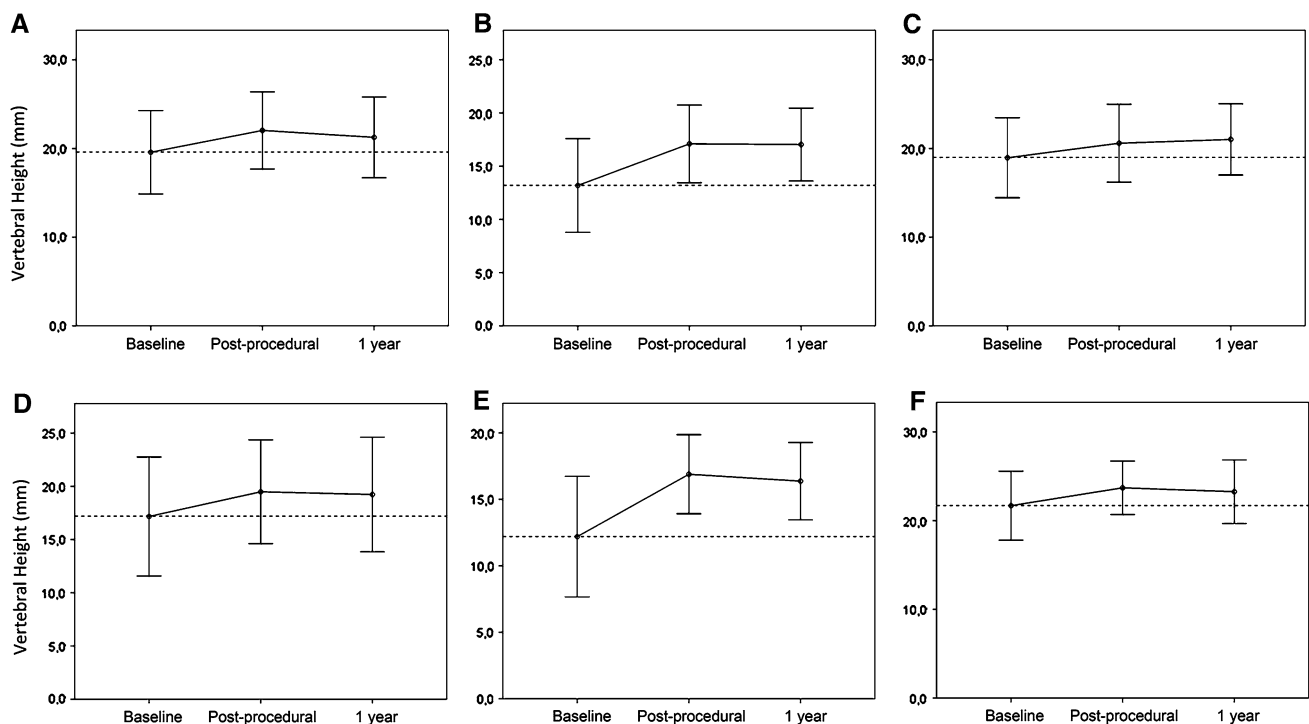 A
Vertebral Height (mm)
30,0
20,0
10,0
0,0
Baseline Post-procedural 1 year
B
25,0
20,0
15,0
10,0
5,0
0,0
Baseline Post-procedural 1 year
C
30,0
20,0
10,0
0,0
Baseline Post-procedural 1 year
D
Vertebral Height (mm)
25,0
20,0
15,0
10,0
5,0
0,0
Baseline Post-procedural 1 year
E
20,0
15,0
10,0
5,0
0,0
Baseline Post-procedural 1 year
F
30,0
20,0
10,0
0,0
Baseline Post-procedural 1 year